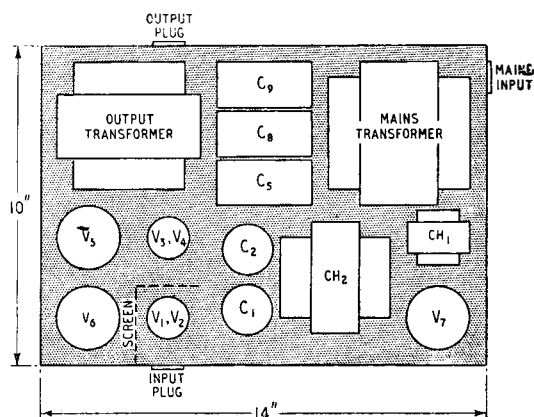 OUTPUT
PLUG
MAINS
INPUT
OUTPUT
TRANSFORMER
C9
C8
C5
MAINS
TRANSFORMER
10"
V5
V3, V4
C2
CH1
CH2
V6
SCREEN
V1, V2
C1
V7
INPUT
PLUG
14"